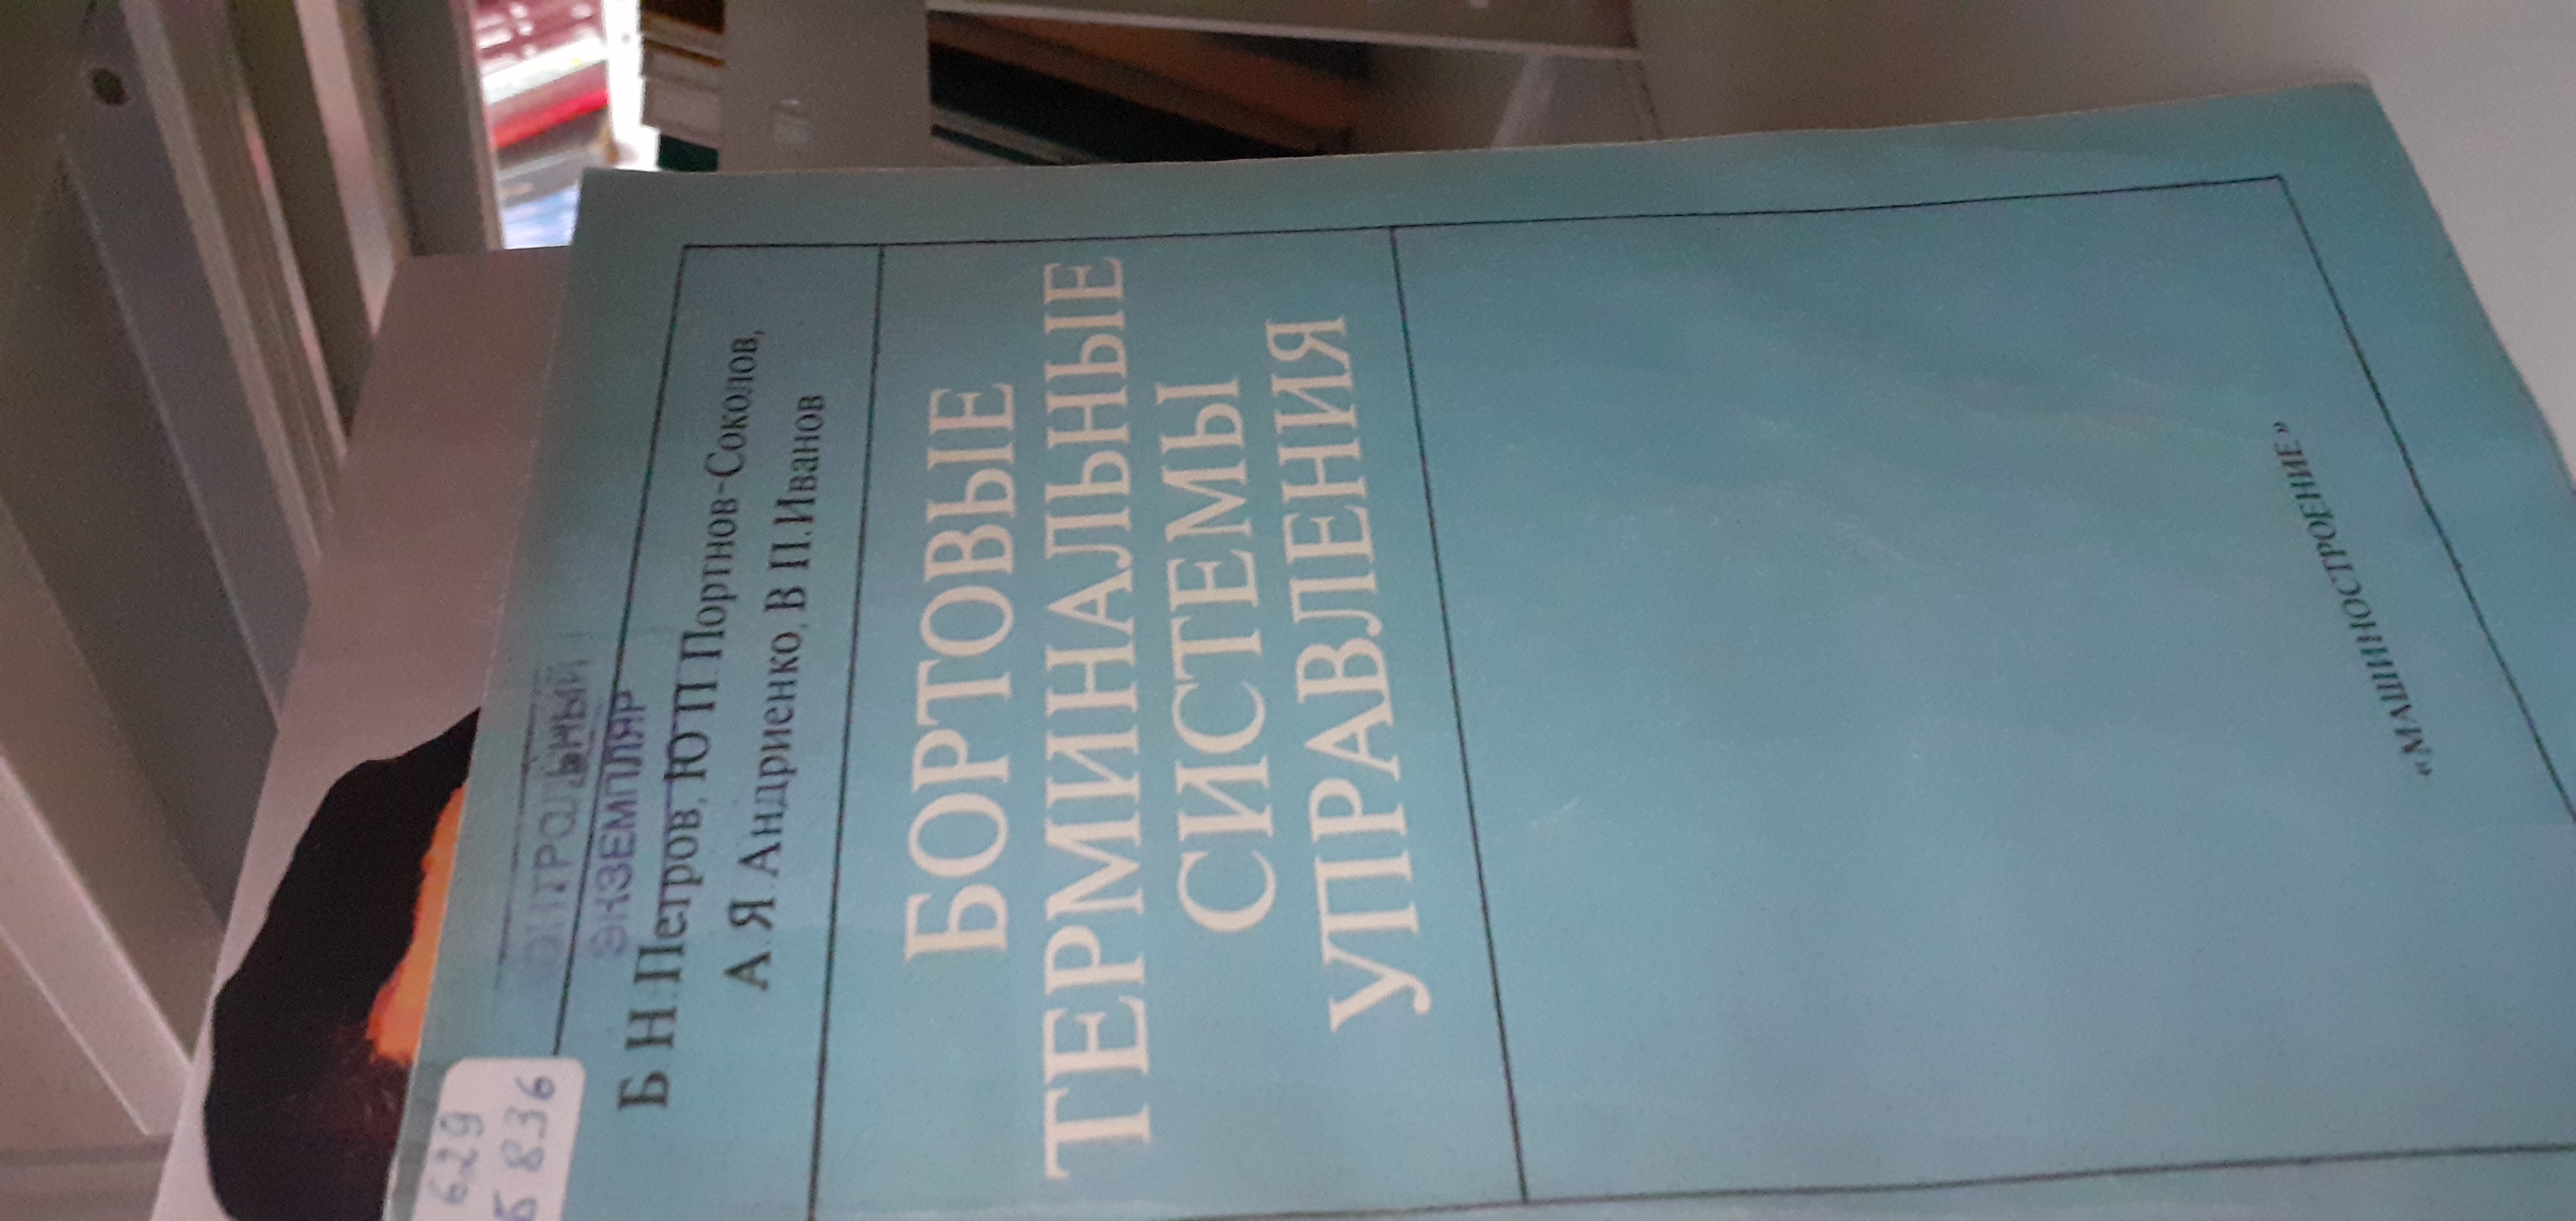 КОНТРОЛЬНЫЙ
ЭКЗЕМПЛЯР
Б.Н.Петров, Ю.П.Портнов-Соколов,
А.Я.Андриенко, В.П.Иванов
БОРТОВЫЕ
ТЕРМИНАЛЬНЫЕ
СИСТЕМЫ
УПРАВЛЕНИЯ
«МАШИНОСТРОЕНИЕ»
629
Б 836